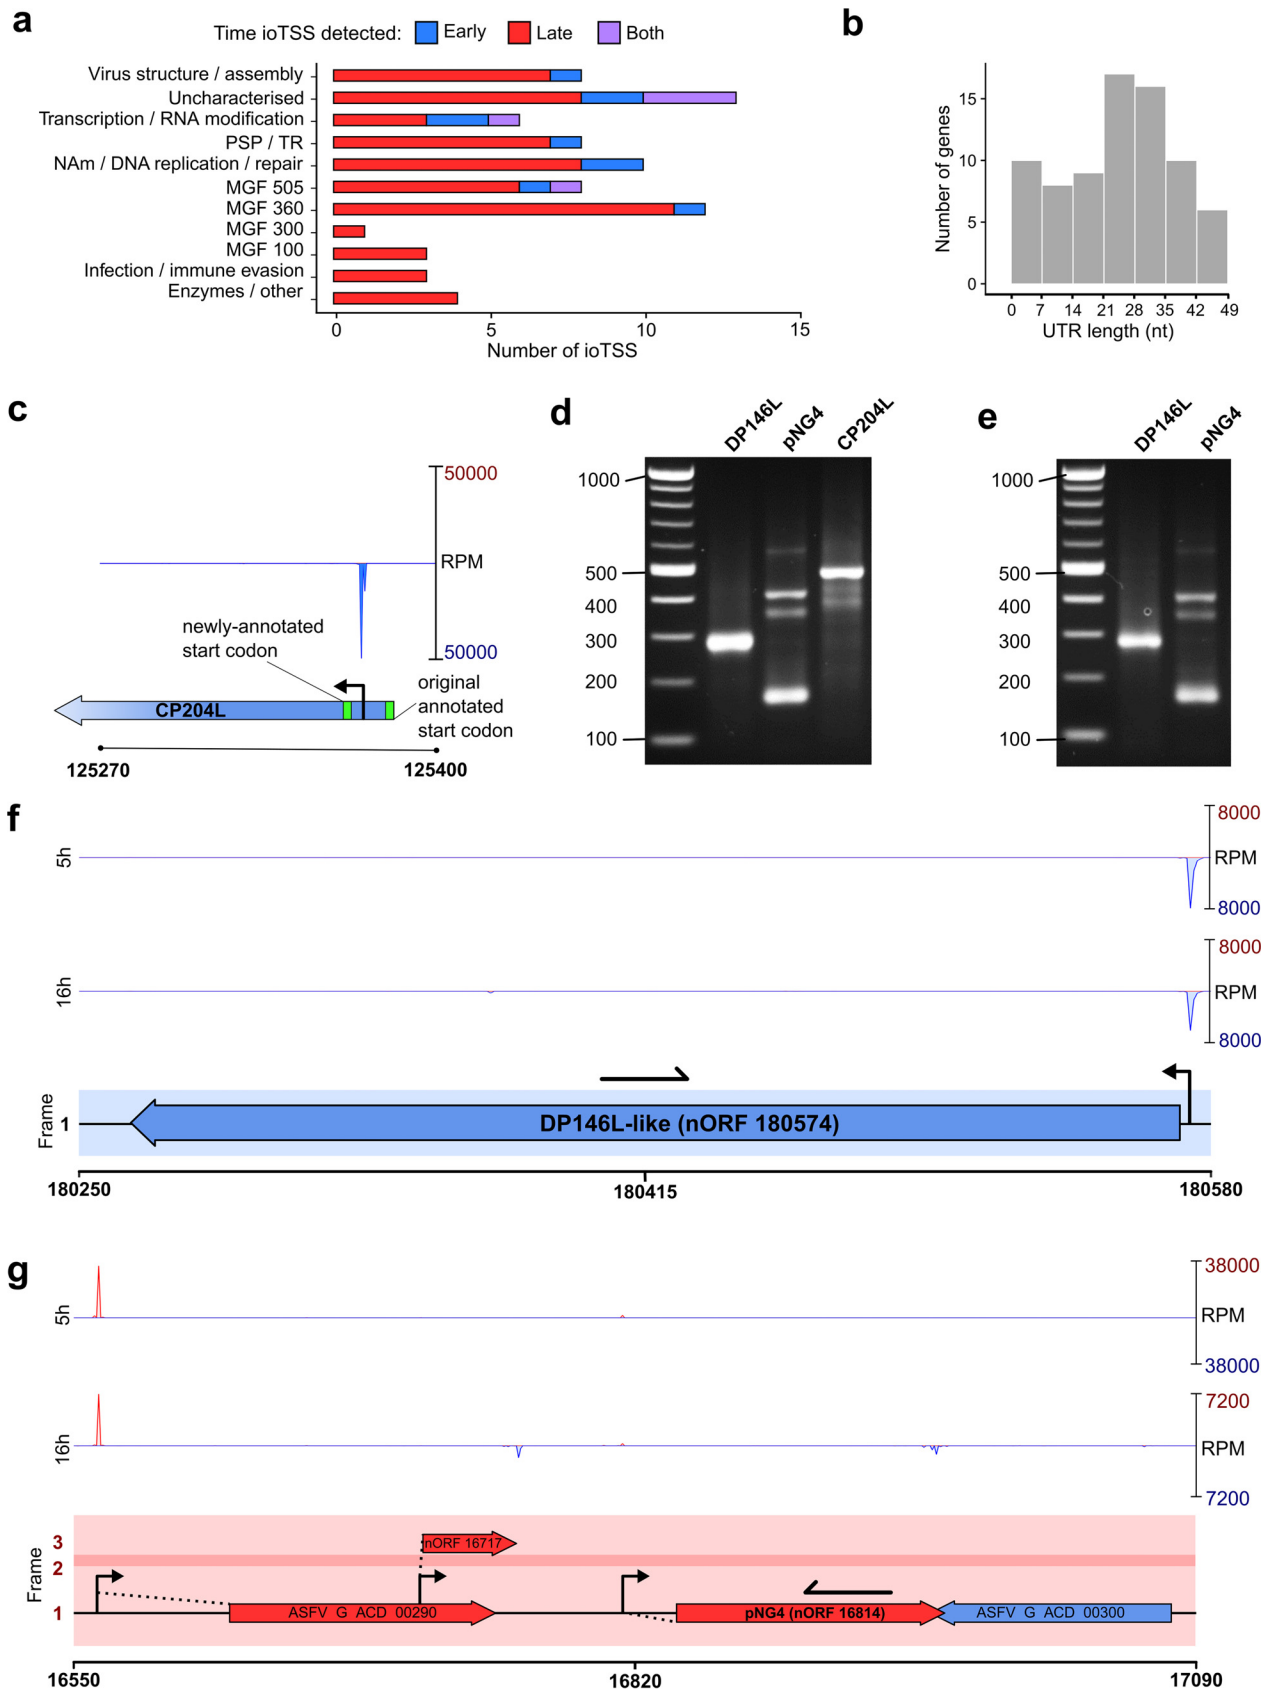 a
Time ioTSS detected: Early Late Both
Virus structure / assembly
Uncharacterised
Transcription / RNA modification
PSP / TR
NAm / DNA replication / repair
MGF 505
MGF 360
MGF 300
MGF 100
Infection / immune evasion
Enzymes / other
0 5 10 15
Number of ioTSS
b
Number of genes
15
10
5
0
0 7 14 21 28 35 42 49
UTR length (nt)
c
50000
RPM
50000
newly-annotated
start codon
original
annotated
start codon
CP204L
125270 125400
d
DP146L pNG4 CP204L
1000
500
400
300
200
100
e
DP146L pNG4
1000
500
400
300
200
100
f
5h
8000
RPM
8000
16h
8000
RPM
8000
Frame
1
DP146L-like (nORF 180574)
180250 180415 180580
g
5h
38000
RPM
38000
16h
7200
RPM
7200
Frame
3
nORF 16717
2
1
ASFV G ACD 00290
pNG4 (nORF 16814)
ASFV G ACD 00300
16550 16820 17090